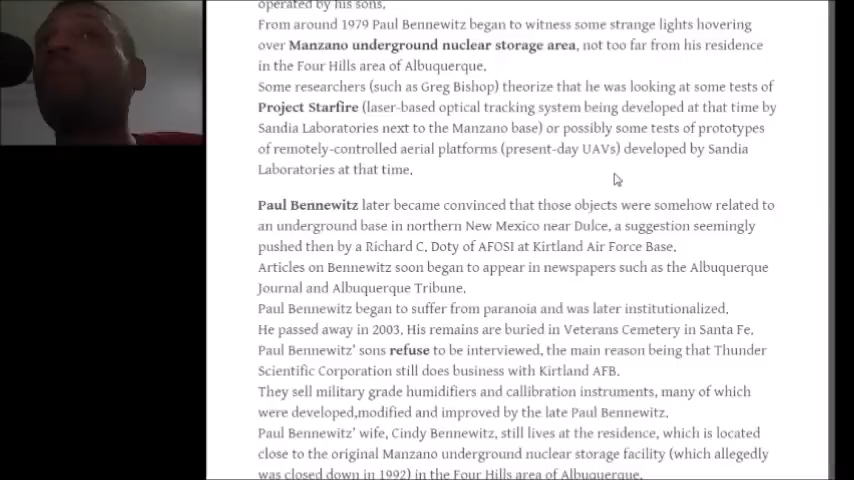 operated by his sons.
From around 1979 Paul Bennewitz began to witness some strange lights hovering
over Manzano underground nuclear storage area, not too far from his residence
in the Four Hills area of Albuquerque.
Some researchers (such as Greg Bishop) theorize that he was looking at some tests of
Project Starfire (laser-based optical tracking system being developed at that time by
Sandia Laboratories next to the Manzano base) or possibly some tests of prototypes
of remotely-controlled aerial platforms (present-day UAVs) developed by Sandia
Laboratories at that time.
Paul Bennewitz later became convinced that those objects were somehow related to
an underground base in northern New Mexico near Dulce, a suggestion seemingly
pushed then by a Richard C. Doty of AFOSI at Kirtland Air Force Base.
Articles on Bennewitz soon began to appear in newspapers such as the Albuquerque
Journal and Albuquerque Tribune.
Paul Bennewitz began to suffer from paranoia and was later institutionalized.
He passed away in 2003. His remains are buried in Veterans Cemetery in Santa Fe.
Paul Bennewitz' sons refuse to be interviewed, the main reason being that Thunder
Scientific Corporation still does business with Kirtland AFB.
They sell military grade humidifiers and callibration instruments, many of which
were developed,modified and improved by the late Paul Bennewitz.
Paul Bennewitz' wife, Cindy Bennewitz, still lives at the residence, which is located
close to the original Manzano underground nuclear storage facility (which allegedly
was closed down in 1992) in the Four Hills area of Albuquerque.